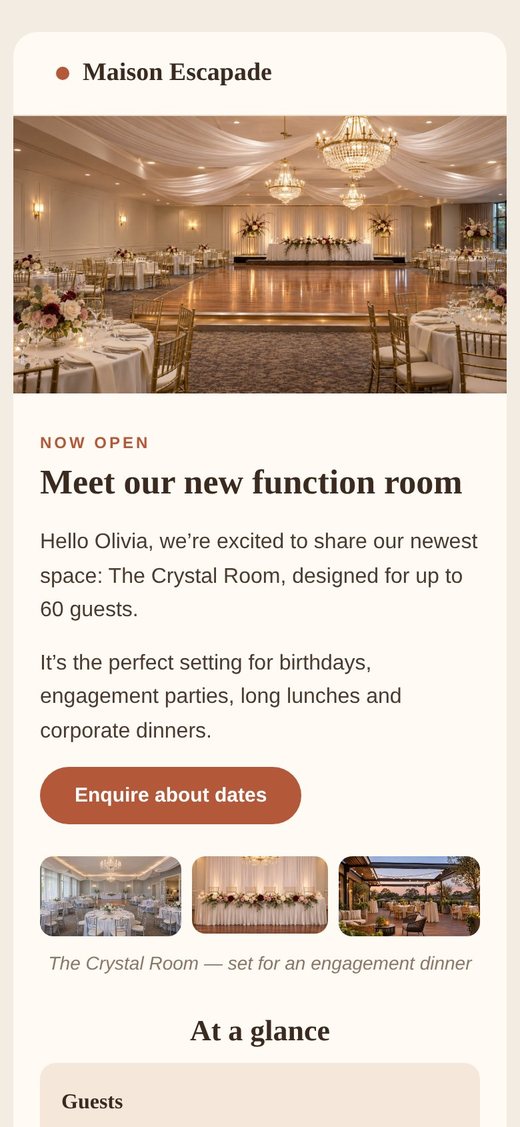 Maison Escapade
NOW OPEN
Meet our new function room
Hello Olivia, we’re excited to share our newest
space: The Crystal Room, designed for up to
60 guests.
It’s the perfect setting for birthdays,
engagement parties, long lunches and
corporate dinners.
Enquire about dates
The Crystal Room — set for an engagement dinner
At a glance
Guests